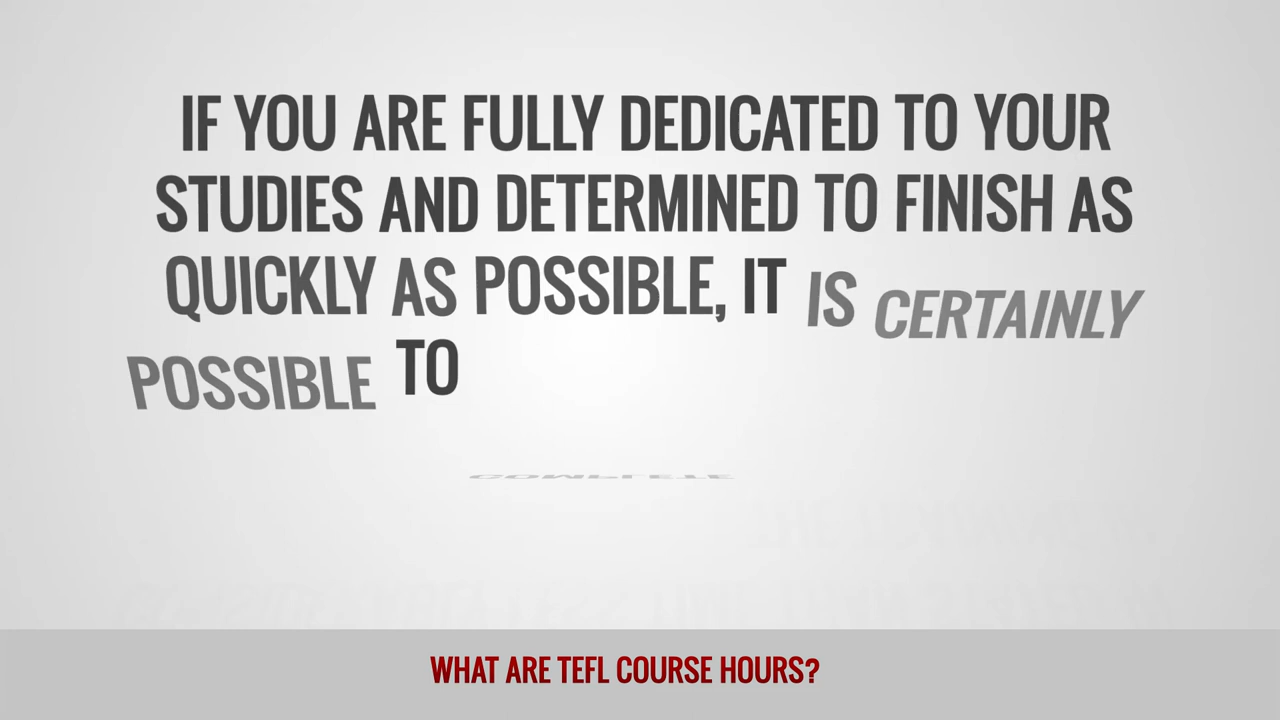 IF YOU ARE FULLY DEDICATED TO YOUR
STUDIES AND DETERMINED TO FINISH AS
QUICKLY AS POSSIBLE, IT IS CERTAINLY
POSSIBLE TO
COMPLETE
WHAT ARE TEFL COURSE HOURS?